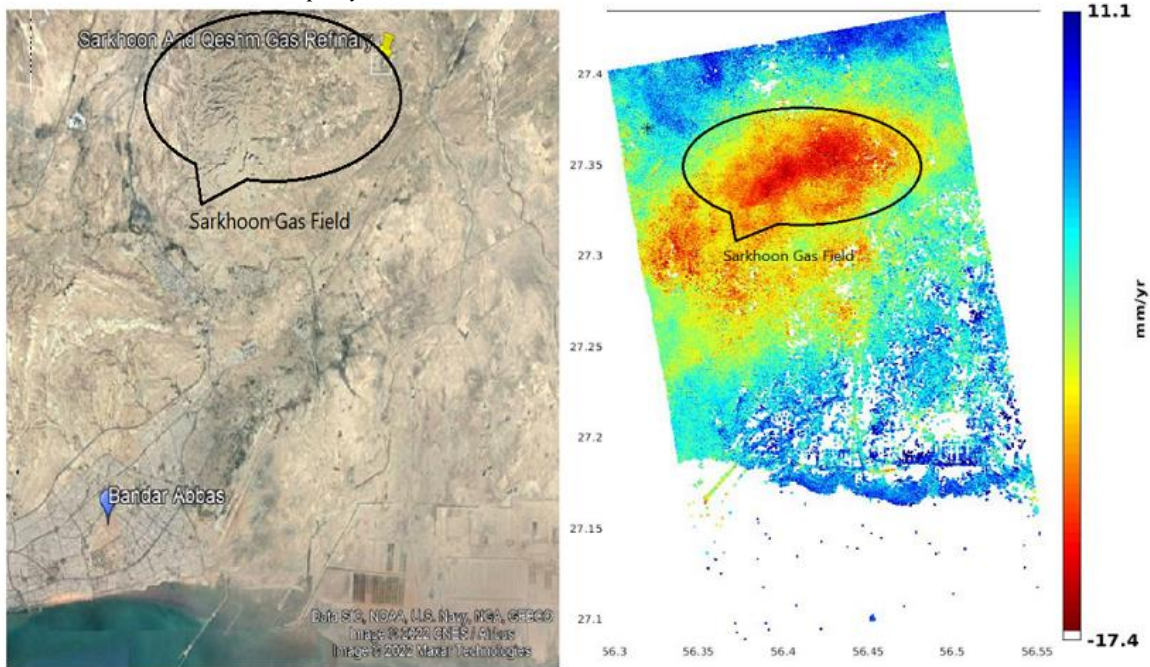 Sarkhoon And Qeshm Gas Refinary
Sarkhoon Gas Field
Bandar Abbas
Data SIO, NOAA, U.S. Navy, NGA, GEBCO
Image © 2022 CNES / Airbus
Image © 2022 Maxar Technologies
27.4
27.35
27.3
27.25
27.2
27.15
27.1
56.3
56.35
56.4
56.45
56.5
56.55
Sarkhoon Gas Field
11.1
mm/yr
-17.4